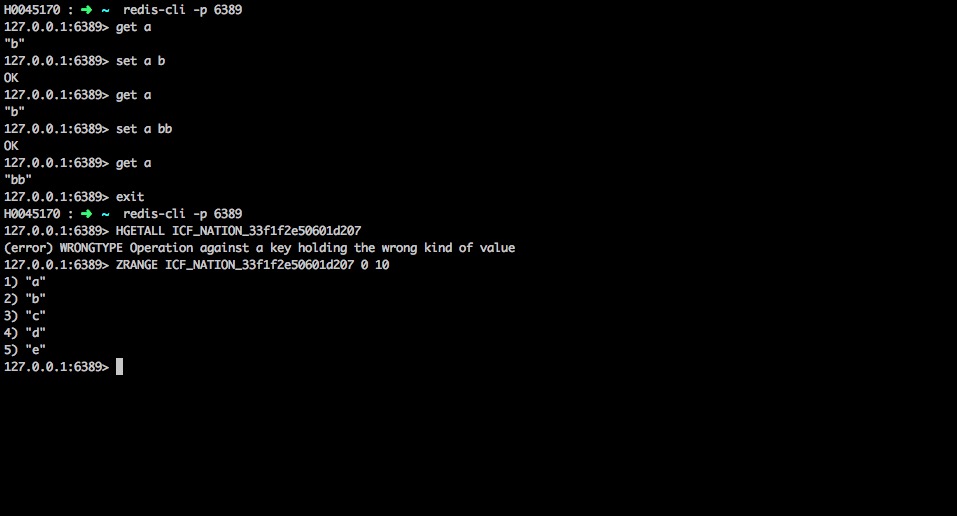 H0045170 : ➜ ~ redis-cli -p 6389
127.0.0.1:6389> get a
"b"
127.0.0.1:6389> set a b
OK
127.0.0.1:6389> get a
"b"
127.0.0.1:6389> set a bb
OK
127.0.0.1:6389> get a
"bb"
127.0.0.1:6389> exit
H0045170 : ➜ ~ redis-cli -p 6389
127.0.0.1:6389> HGETALL ICF_NATION_33f1f2e50601d207
(error) WRONGTYPE Operation against a key holding the wrong kind of value
127.0.0.1:6389> ZRANGE ICF_NATION_33f1f2e50601d207 0 10
1) "a"
2) "b"
3) "c"
4) "d"
5) "e"
127.0.0.1:6389>